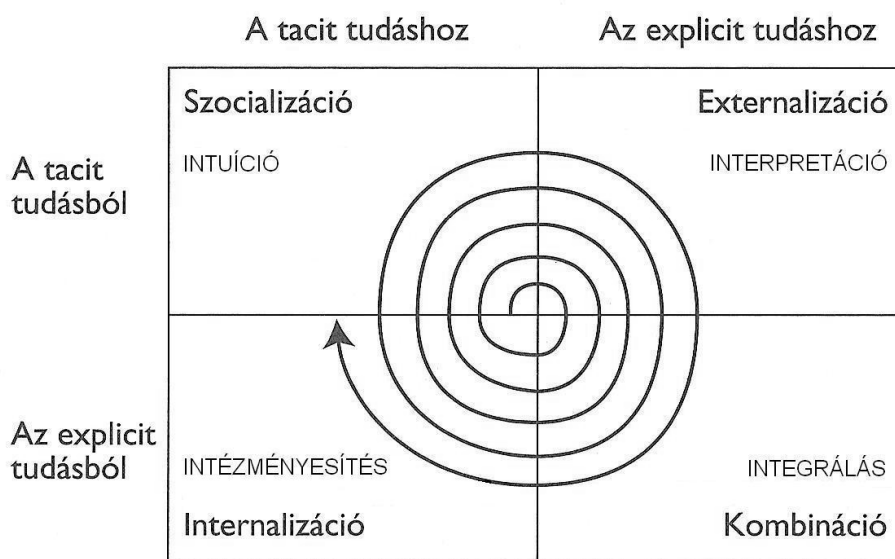 A tacit tudáshoz
Az explicit tudáshoz
Szocializáció
Externalizáció
A tacit
tudásból
INTUÍCIÓ
INTERPRETÁCIÓ
Az explicit
tudásból
INTÉZMÉNYESÍTÉS
INTEGRÁLÁS
Internalizáció
Kombináció